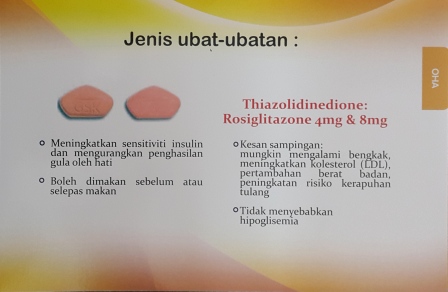 Jenis ubat-ubatan :
OHA
Thiazolidinedione:
Rosiglitazone 4mg & 8mg
Meningkatkan sensitiviti insulin
dan mengurangkan penghasilan
gula oleh hati
Boleh dimakan sebelum atau
selepas makan
Kesan sampingan:
mungkin mengalami bengkak,
meningkatkan kolesterol (LDL),
pertambahan berat badan,
peningkatan risiko kerapuhan
tulang
Tidak menyebabkan
hipoglisemia